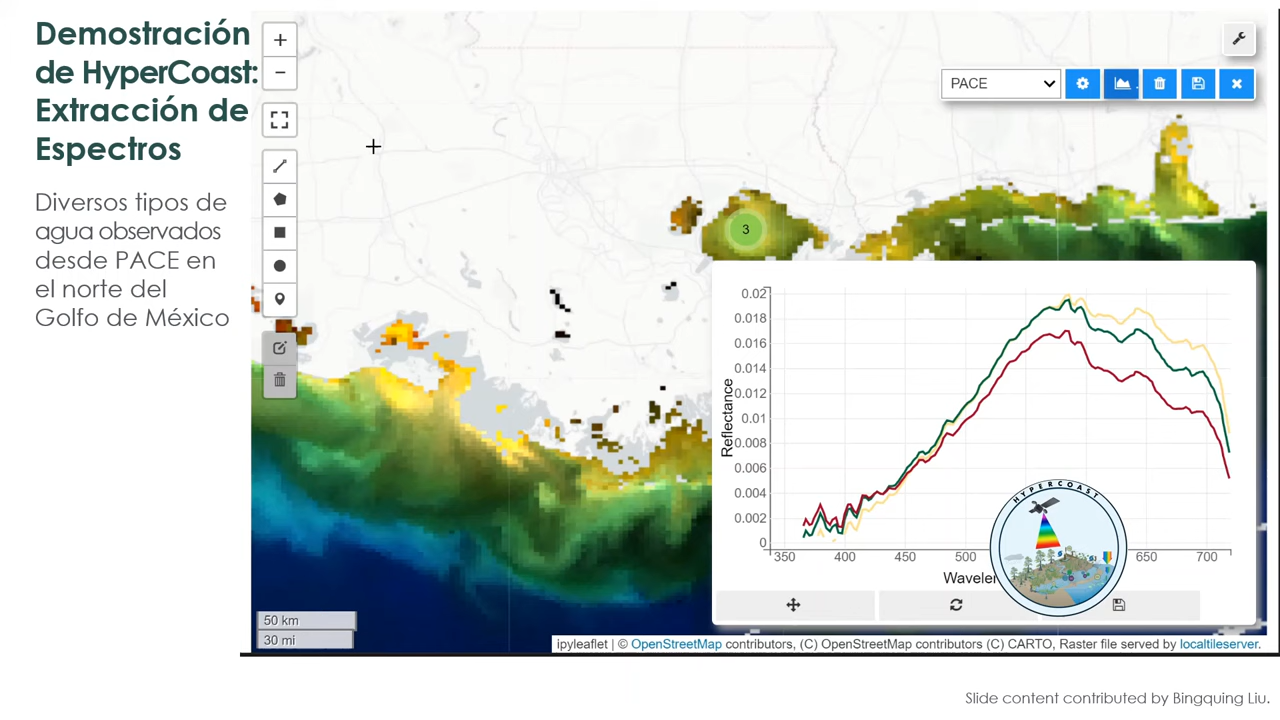 Demostración
de HyperCoast:
Extracción de
Espectros
Diversos tipos de
agua observados
desde PACE en
el norte del
Golfo de México
+
−
PACE
3
0.02
0.018
0.016
0.014
0.012
0.01
0.008
0.006
0.004
0.002
0
Reflectance
350 400 450 500 650 700
Wavele
HYPERCOAST
50 km
30 mi
ipyleaflet | © OpenStreetMap contributors, (C) OpenStreetMap contributors (C) CARTO, Raster file served by localtileserver.
Slide content contributed by Bingquing Liu.